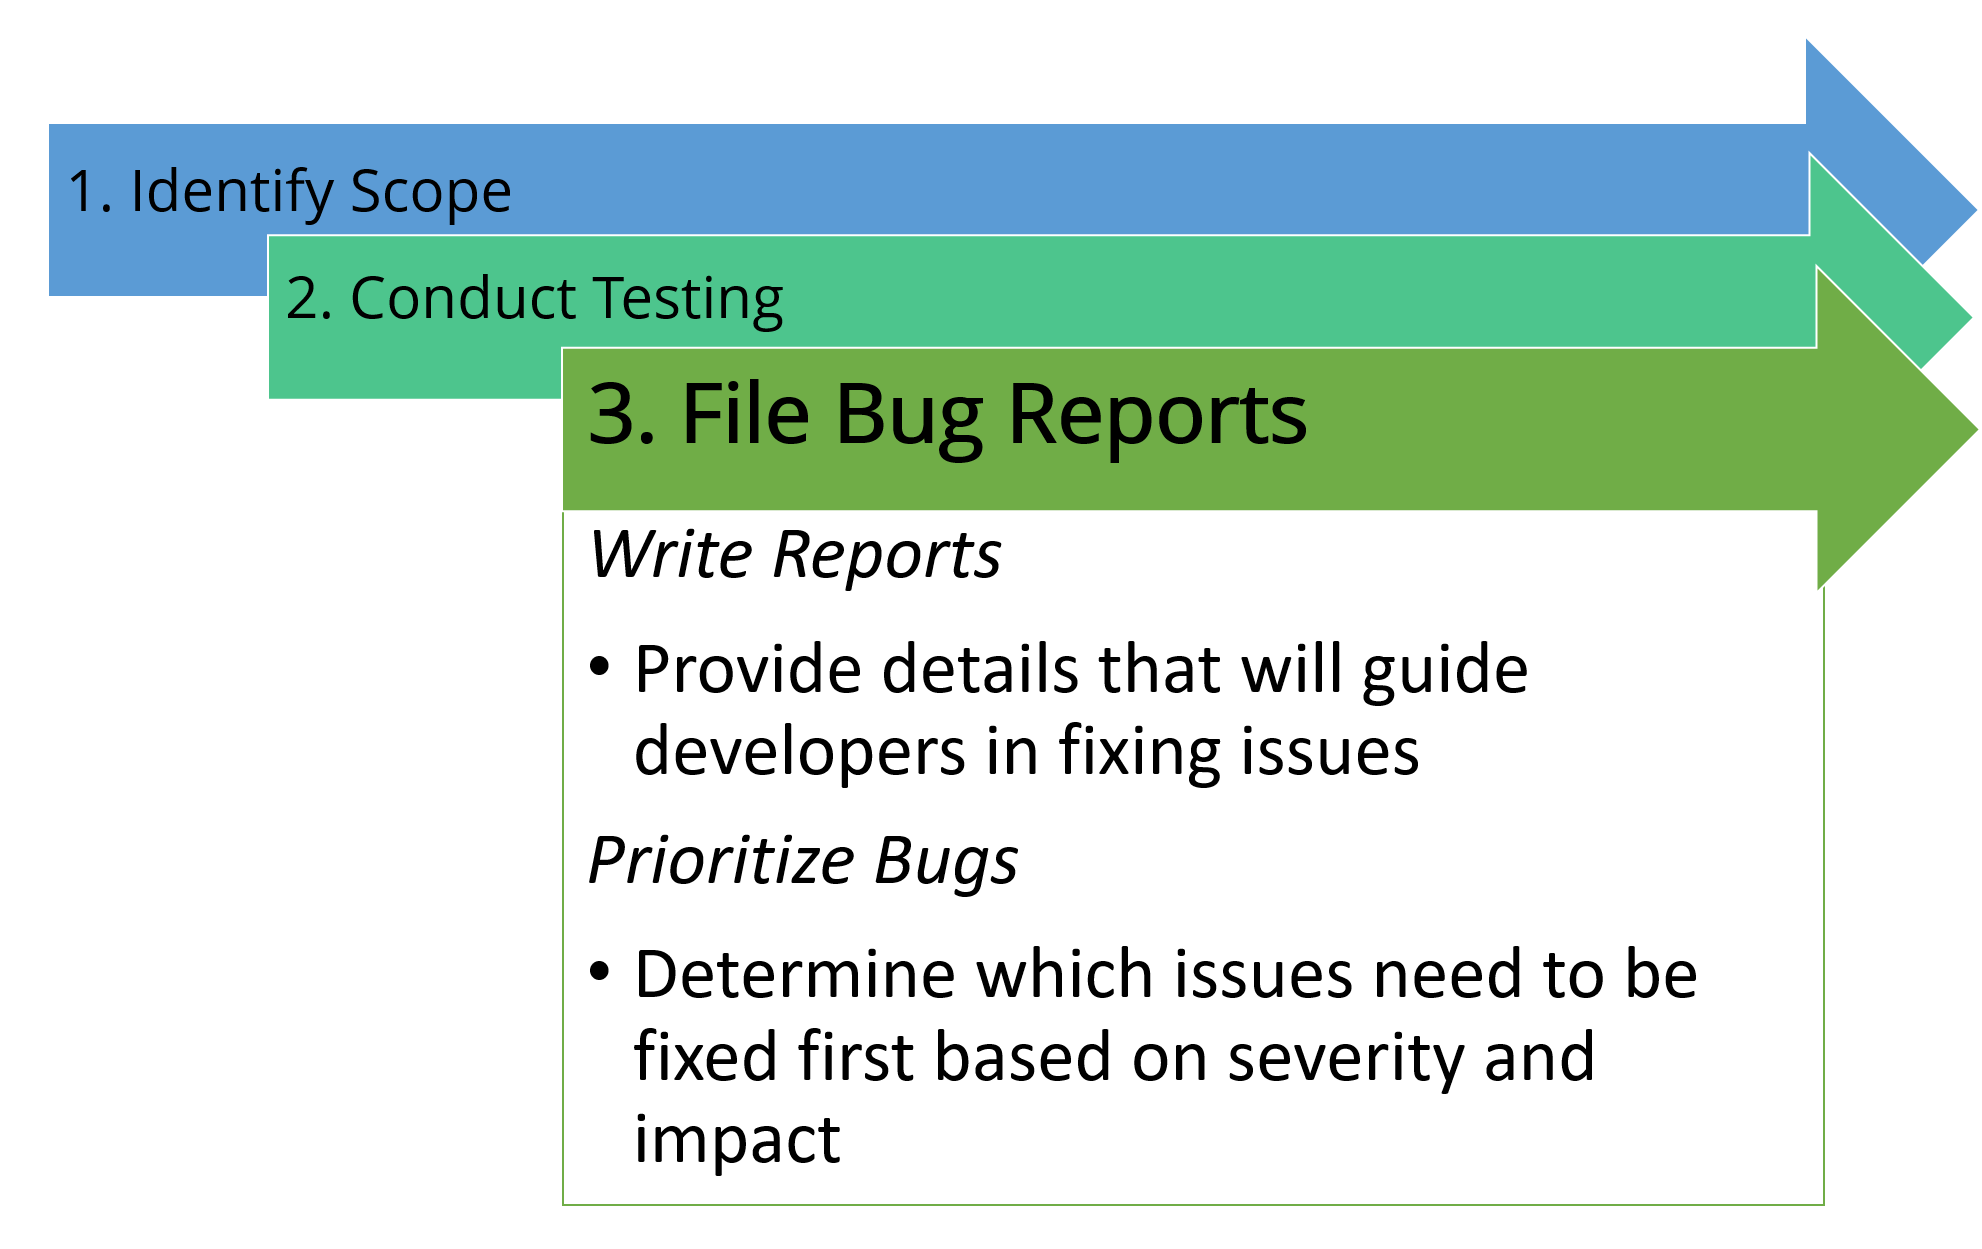 1. Identify Scope
2. Conduct Testing
3. File Bug Reports
Write Reports
• Provide details that will guide
developers in fixing issues
Prioritize Bugs
• Determine which issues need to be
fixed first based on severity and
impact